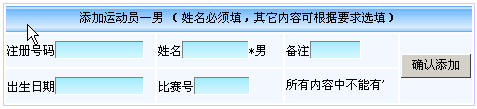 添加运动员—男 （ 姓名必须填，其它内容可根据要求选填 ）
注册号码 姓名 *男 备注
确认添加
出生日期 比赛号 所有内容中不能有'